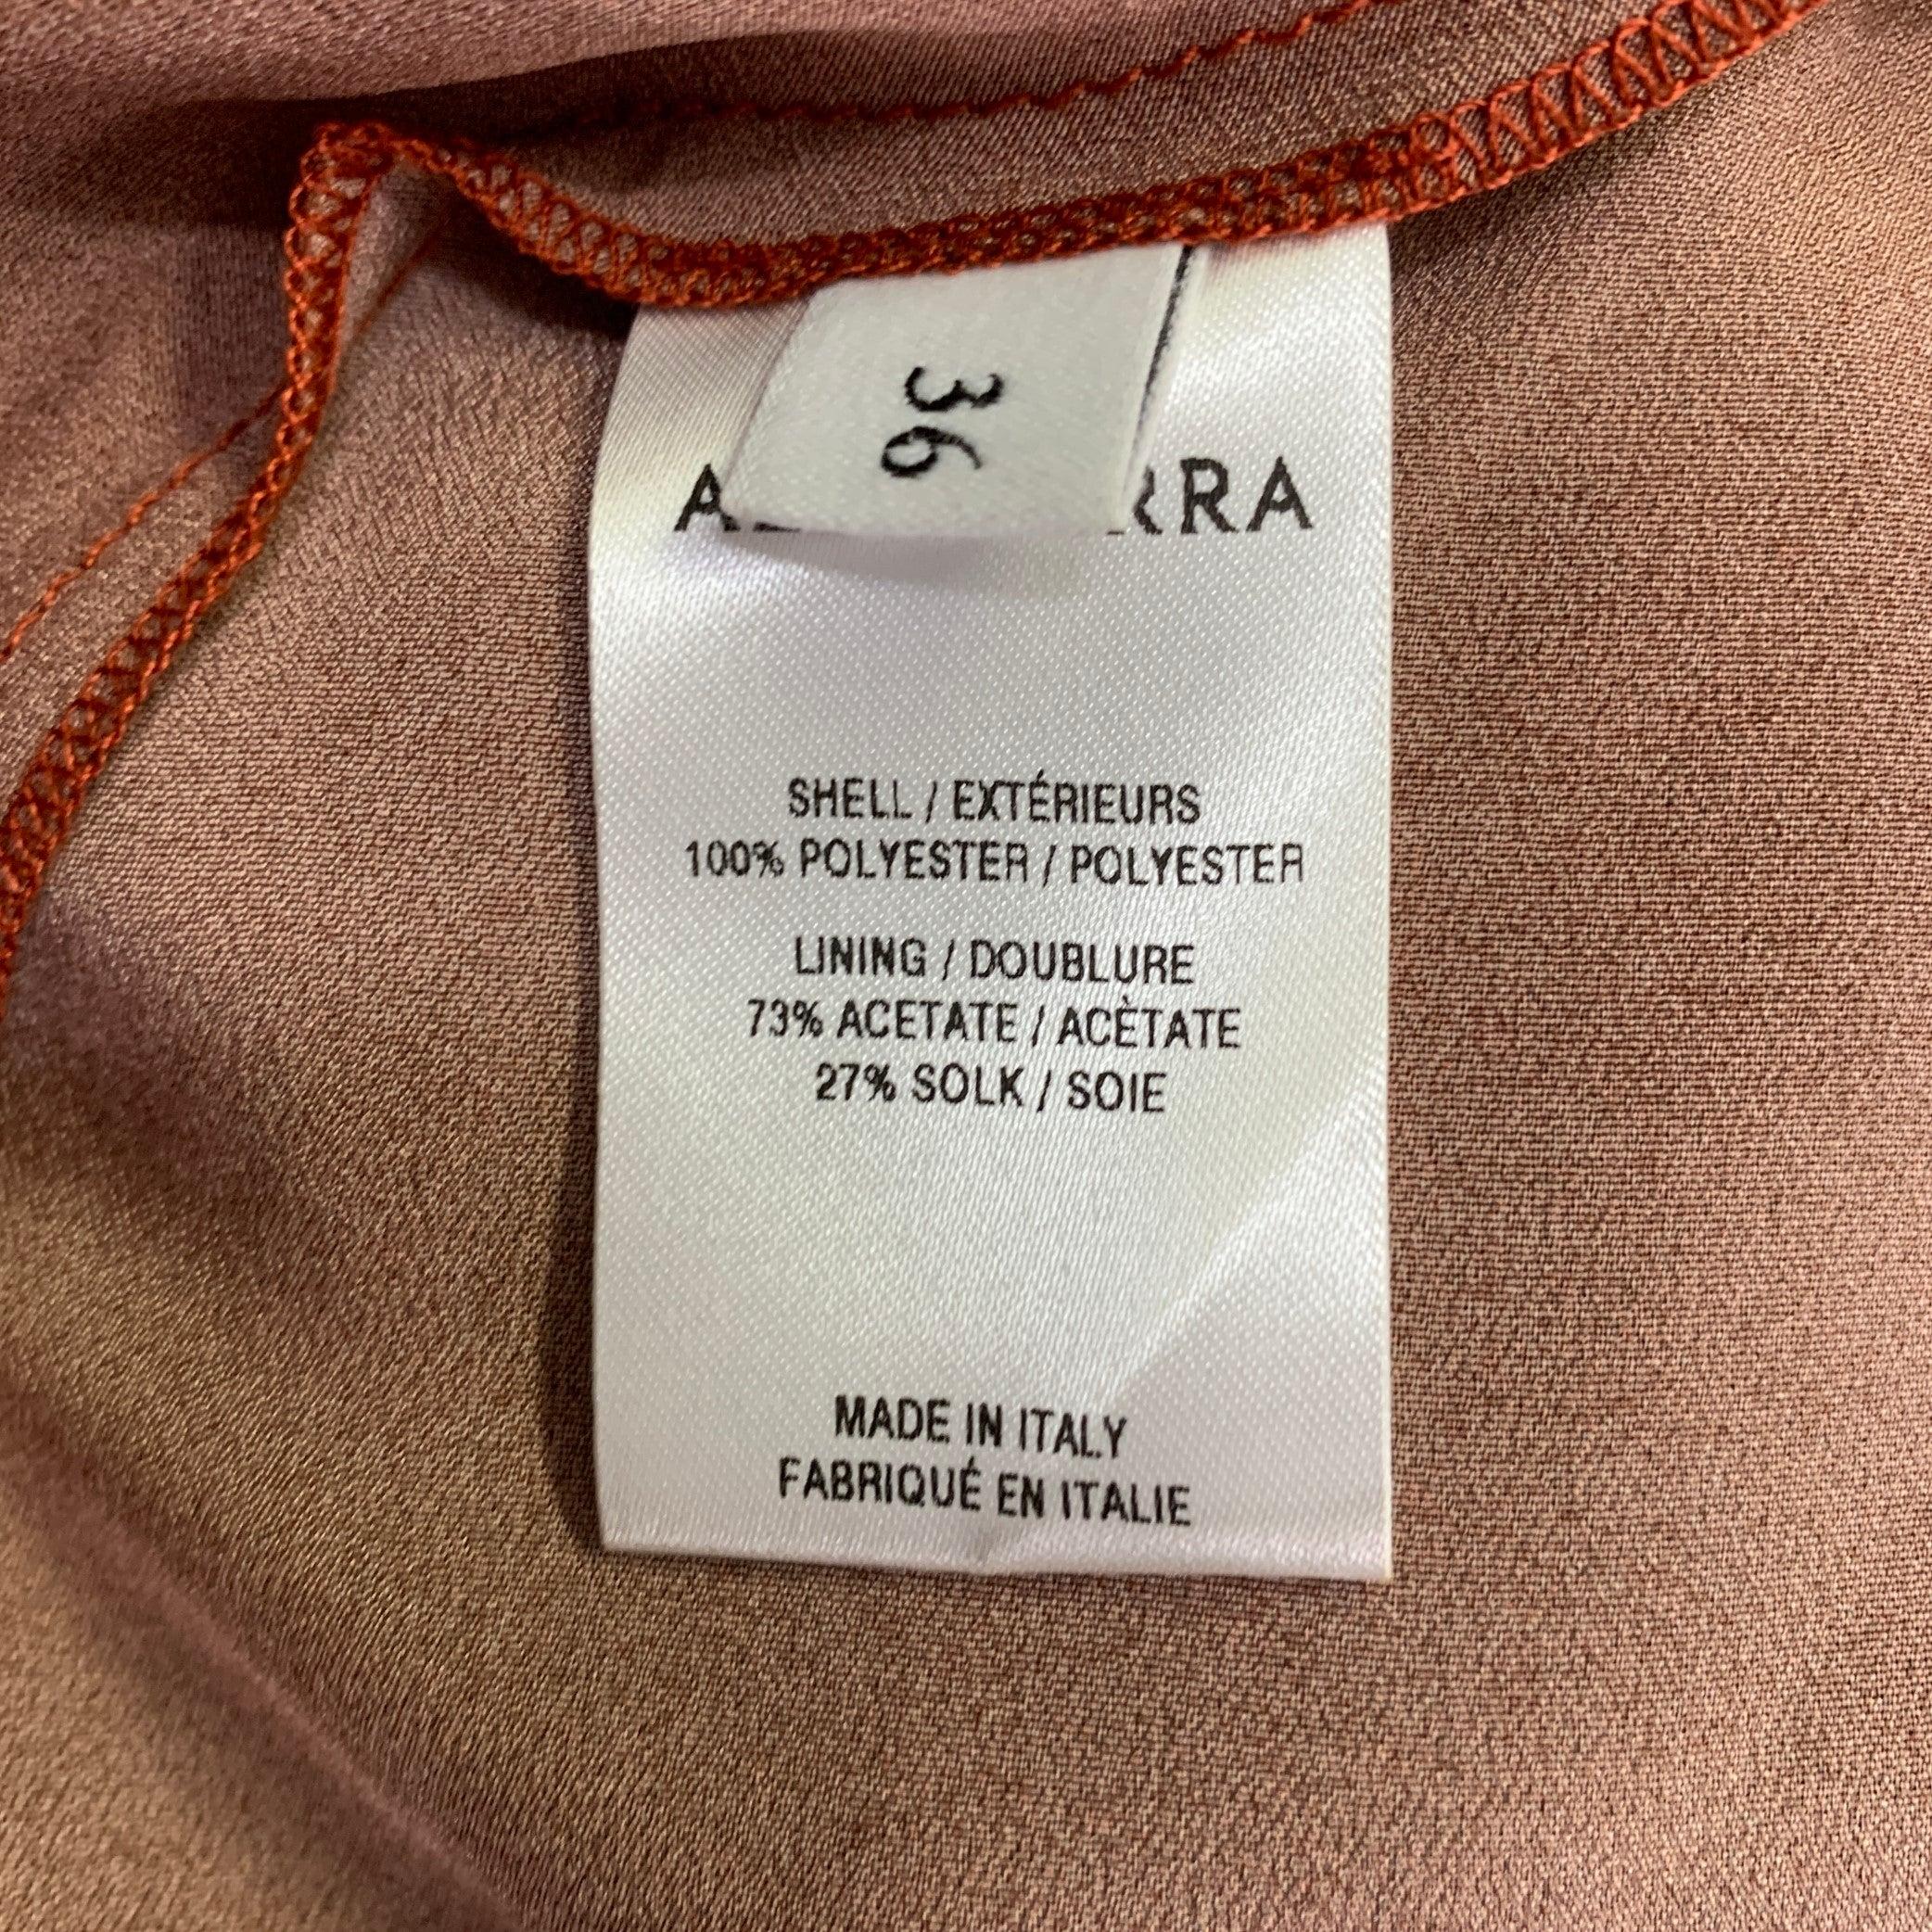 36
SHELL / EXTÉRIEURS
100% POLYESTER / POLYESTER
LINING / DOUBLURE
73% ACETATE / ACÈTATE
27% SOLK / SOIE
MADE IN ITALY
FABRIQUÉ EN ITALIE